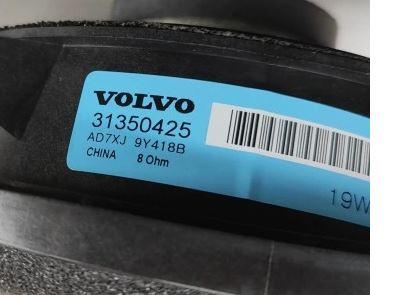 VOLVO
31350425
AD7XJ 9Y418B
CHINA 8 Ohm
19W